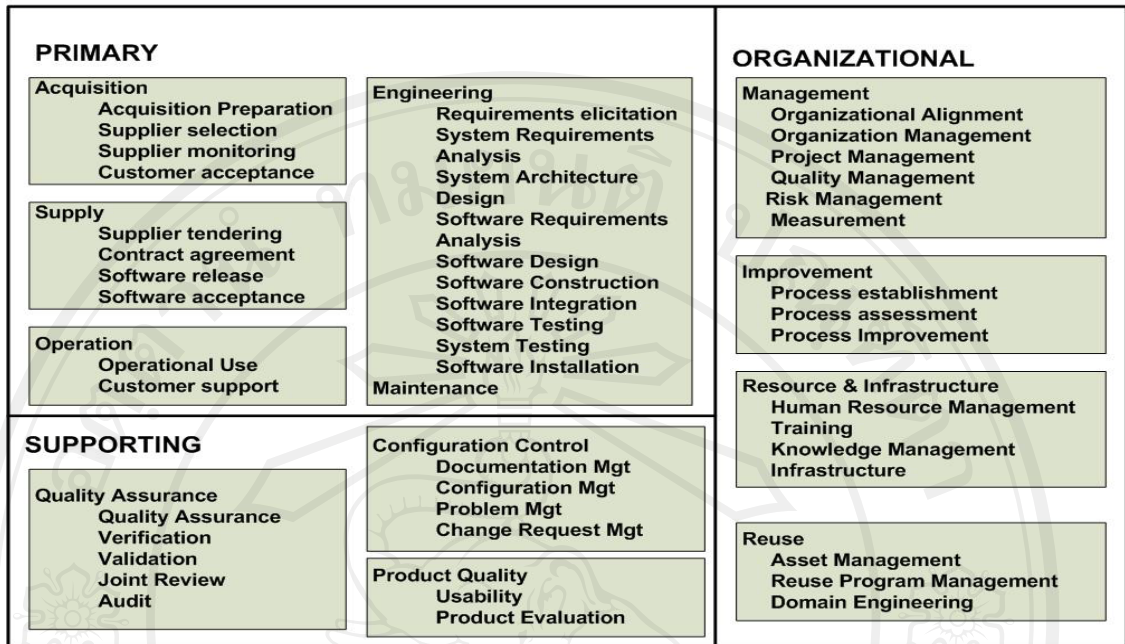 PRIMARY
Acquisition
Acquisition Preparation
Supplier selection
Supplier monitoring
Customer acceptance
Supply
Supplier tendering
Contract agreement
Software release
Software acceptance
Operation
Operational Use
Customer support
Engineering
Requirements elicitation
System Requirements
Analysis
System Architecture
Design
Software Requirements
Analysis
Software Design
Software Construction
Software Integration
Software Testing
System Testing
Software Installation
Maintenance
SUPPORTING
Quality Assurance
Quality Assurance
Verification
Validation
Joint Review
Audit
Configuration Control
Documentation Mgt
Configuration Mgt
Problem Mgt
Change Request Mgt
Product Quality
Usability
Product Evaluation
ORGANIZATIONAL
Management
Organizational Alignment
Organization Management
Project Management
Quality Management
Risk Management
Measurement
Improvement
Process establishment
Process assessment
Process Improvement
Resource & Infrastructure
Human Resource Management
Training
Knowledge Management
Infrastructure
Reuse
Asset Management
Reuse Program Management
Domain Engineering